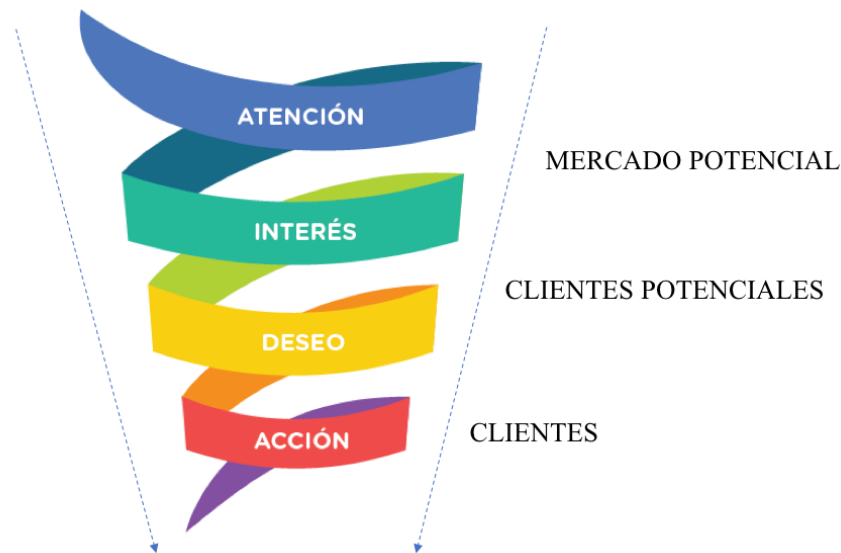 ATENCIÓN
MERCADO POTENCIAL
INTERÉS
CLIENTES POTENCIALES
DESEO
CLIENTES
ACCIÓN